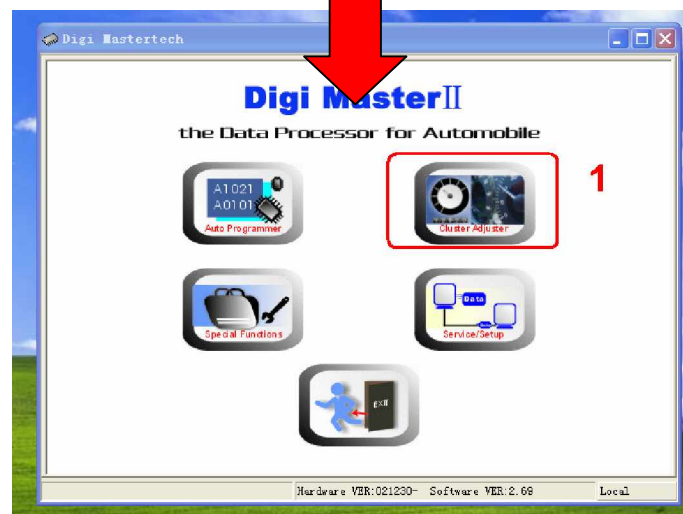 Digi Mastertech
Digi MasterII
the Data Processor for Automobile
A1021
A0101
Auto Programmer
Cluster Adjuster
1
Special Functions
Data
Service/Setup
EXIT
Hardware VER:021230- Software VER:2.69
Local